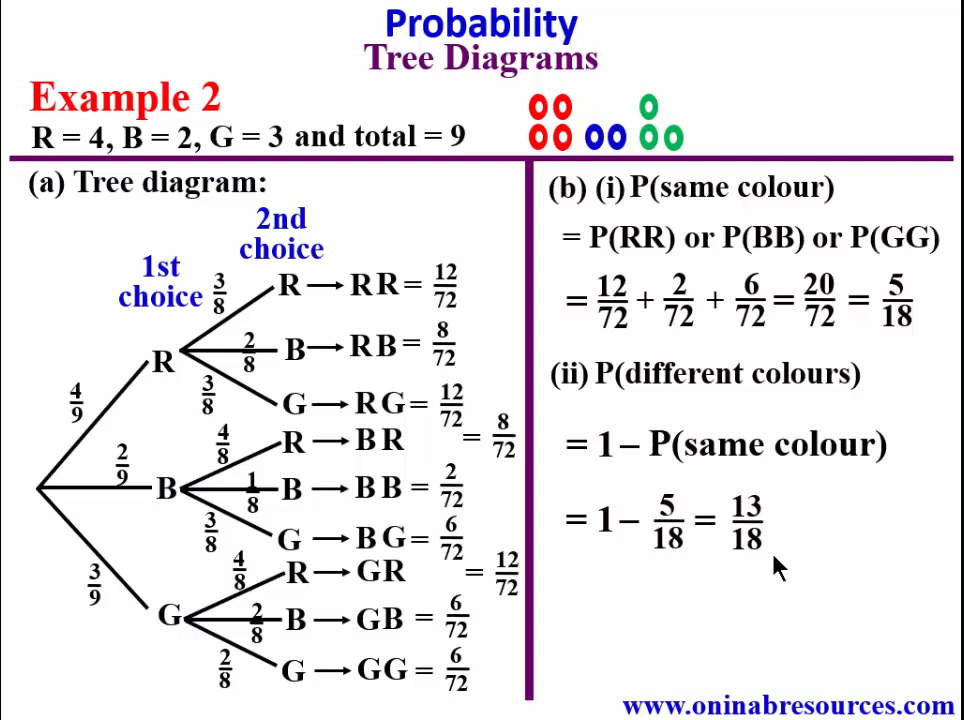 Probability
Tree Diagrams
Example 2
R = 4, B = 2, G = 3 and total = 9
(a) Tree diagram:
1st choice
2nd choice
4/9 R
3/8 R → RR = 12/72
2/8 B → RB = 8/72
3/8 G → RG = 12/72
2/9 B
4/8 R → BR = 8/72
1/8 B → BB = 2/72
3/8 G → BG = 6/72
3/9 G
4/8 R → GR = 12/72
2/8 B → GB = 6/72
2/8 G → GG = 6/72
(b) (i) P(same colour)
= P(RR) or P(BB) or P(GG)
= 12/72 + 2/72 + 6/72 = 20/72 = 5/18
(ii) P(different colours)
= 1 – P(same colour)
= 1 – 5/18 = 13/18
www.oninabresources.com